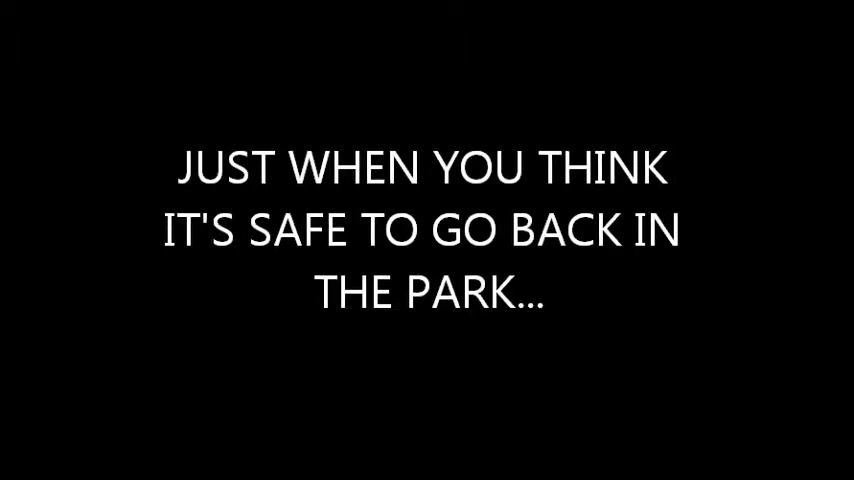 JUST WHEN YOU THINK
IT'S SAFE TO GO BACK IN
THE PARK...